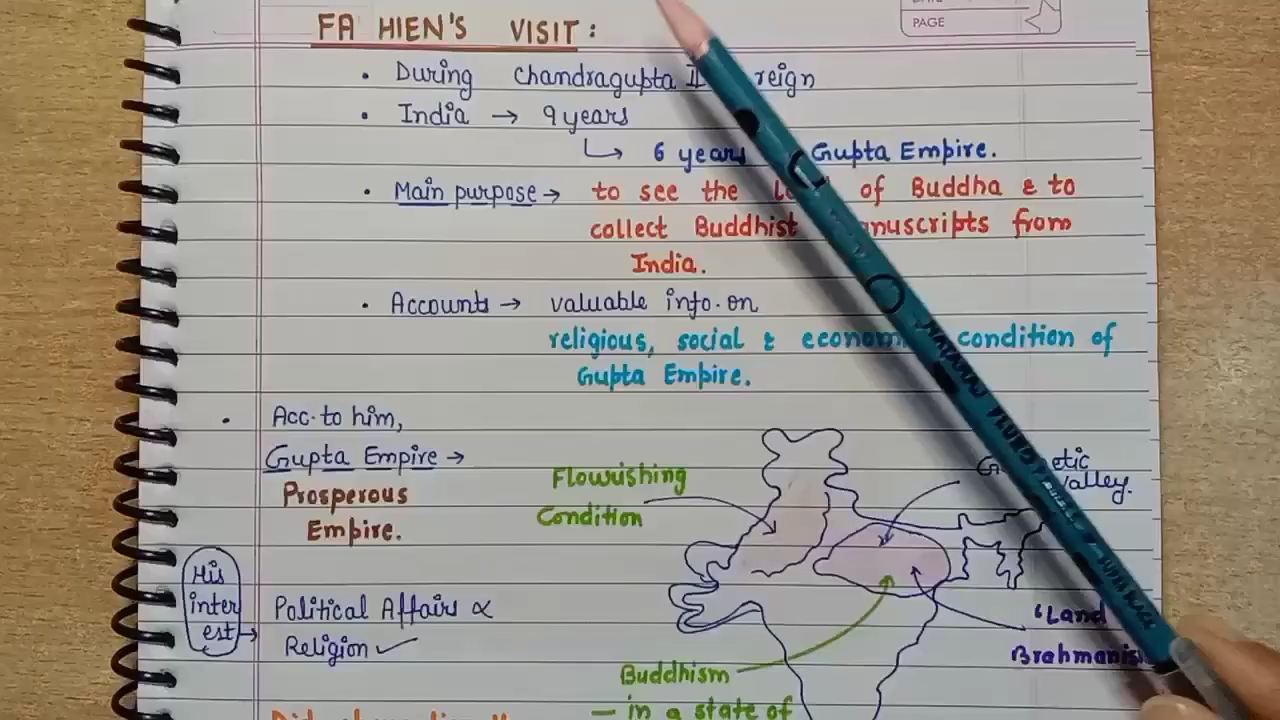 PAGE
FA HIEN'S VISIT:
• During Chandragupta II reign
• India → 9 years
↳ 6 years Gupta Empire.
• Main purpose → to see the of Buddha & to
collect Buddhist from
India.
• Accounts → valuable info. on
religious, social & condition of
Gupta Empire.
• Acc. to him,
Gupta Empire →
Prosperous
Empire.
Flourishing
Condition
Valley.
His
inter
est →
Political Affairs ∝
Religion ✓
'Land
Buddhism
— in a state of
NATARAJ